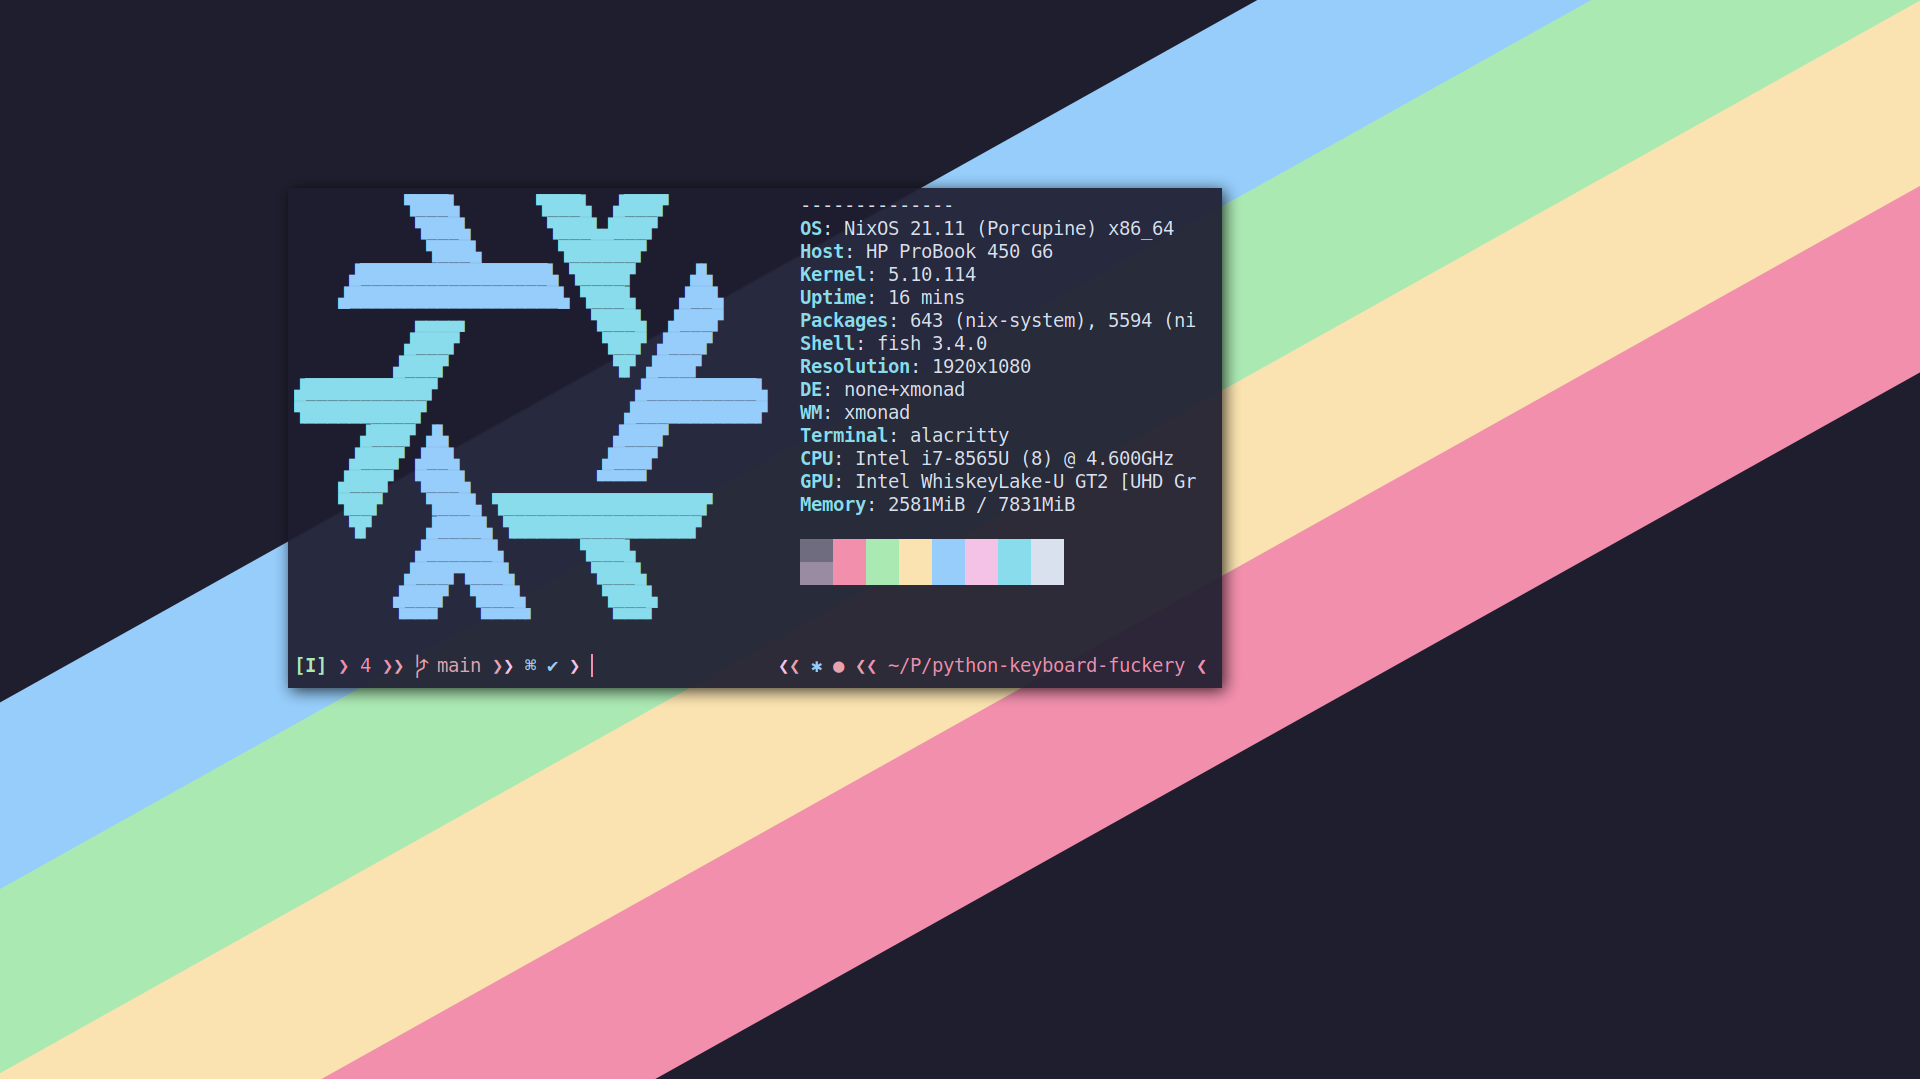 --------------
OS: NixOS 21.11 (Porcupine) x86_64
Host: HP ProBook 450 G6
Kernel: 5.10.114
Uptime: 16 mins
Packages: 643 (nix-system), 5594 (ni
Shell: fish 3.4.0
Resolution: 1920x1080
DE: none+xmonad
WM: xmonad
Terminal: alacritty
CPU: Intel i7-8565U (8) @ 4.600GHz
GPU: Intel WhiskeyLake-U GT2 [UHD Gr
Memory: 2581MiB / 7831MiB
[I] ❯ 4 ❯❯ main ❯❯ ⌘ ✔ ❯ ❮❮ ✱ ● ❮❮ ~/P/python-keyboard-fuckery ❮